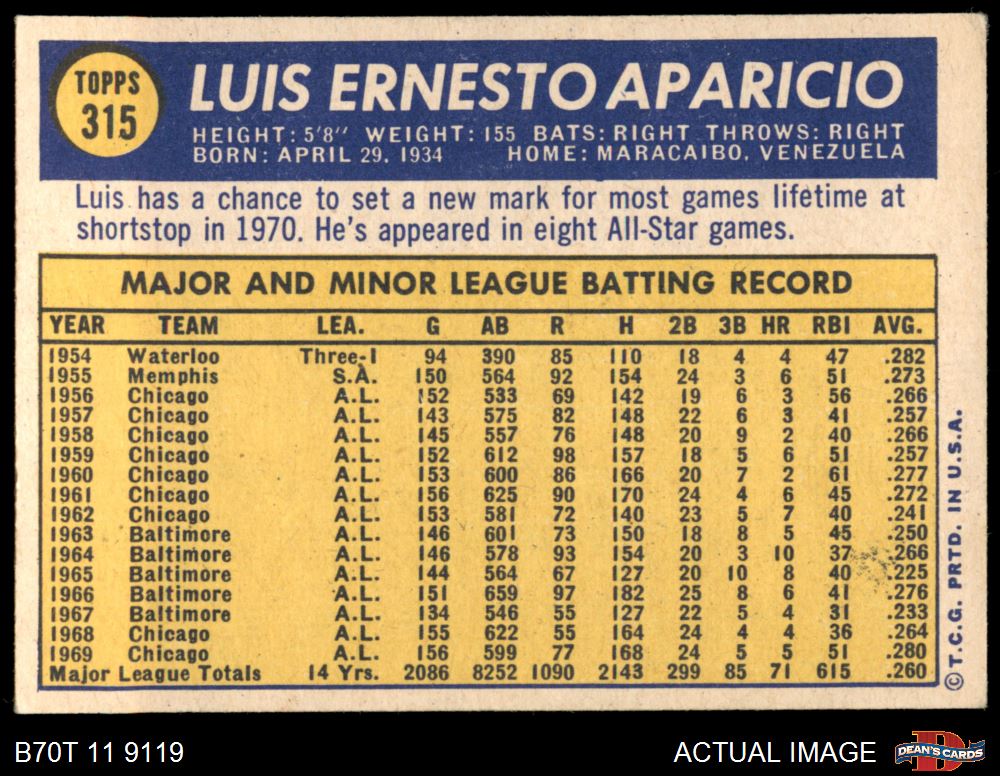 TOPPS
315
LUIS ERNESTO APARICIO
HEIGHT: 5'8" WEIGHT: 155 BATS: RIGHT THROWS: RIGHT
BORN: APRIL 29, 1934 HOME: MARACAIBO, VENEZUELA
Luis has a chance to set a new mark for most games lifetime at
shortstop in 1970. He's appeared in eight All-Star games.
MAJOR AND MINOR LEAGUE BATTING RECORD
YEAR TEAM LEA. G AB R H 2B 3B HR RBI AVG.
1954 Waterloo Three-I 94 390 85 110 18 4 4 47 .282
1955 Memphis S.A. 150 564 92 154 24 3 6 51 .273
1956 Chicago A.L. 152 533 69 142 19 6 3 56 .266
1957 Chicago A.L. 143 575 82 148 22 6 3 41 .257
1958 Chicago A.L. 145 557 76 148 20 9 2 40 .266
1959 Chicago A.L. 152 612 98 157 18 5 6 51 .257
1960 Chicago A.L. 153 600 86 166 20 7 2 61 .277
1961 Chicago A.L. 156 625 90 170 24 4 6 45 .272
1962 Chicago A.L. 153 581 72 140 23 5 7 40 .241
1963 Baltimore A.L. 146 601 73 150 18 8 5 45 .250
1964 Baltimore A.L. 146 578 93 154 20 3 10 37 .266
1965 Baltimore A.L. 144 564 67 127 20 10 8 40 .225
1966 Baltimore A.L. 151 659 97 182 25 8 6 41 .276
1967 Baltimore A.L. 134 546 55 127 22 5 4 31 .233
1968 Chicago A.L. 155 622 55 164 24 4 4 36 .264
1969 Chicago A.L. 156 599 77 168 24 5 5 51 .280
Major League Totals 14 Yrs. 2086 8252 1090 2143 299 85 71 615 .260
©T.C.G. PRTD. IN U.S.A.
B70T 11 9119
ACTUAL IMAGE
DEAN'S CARDS